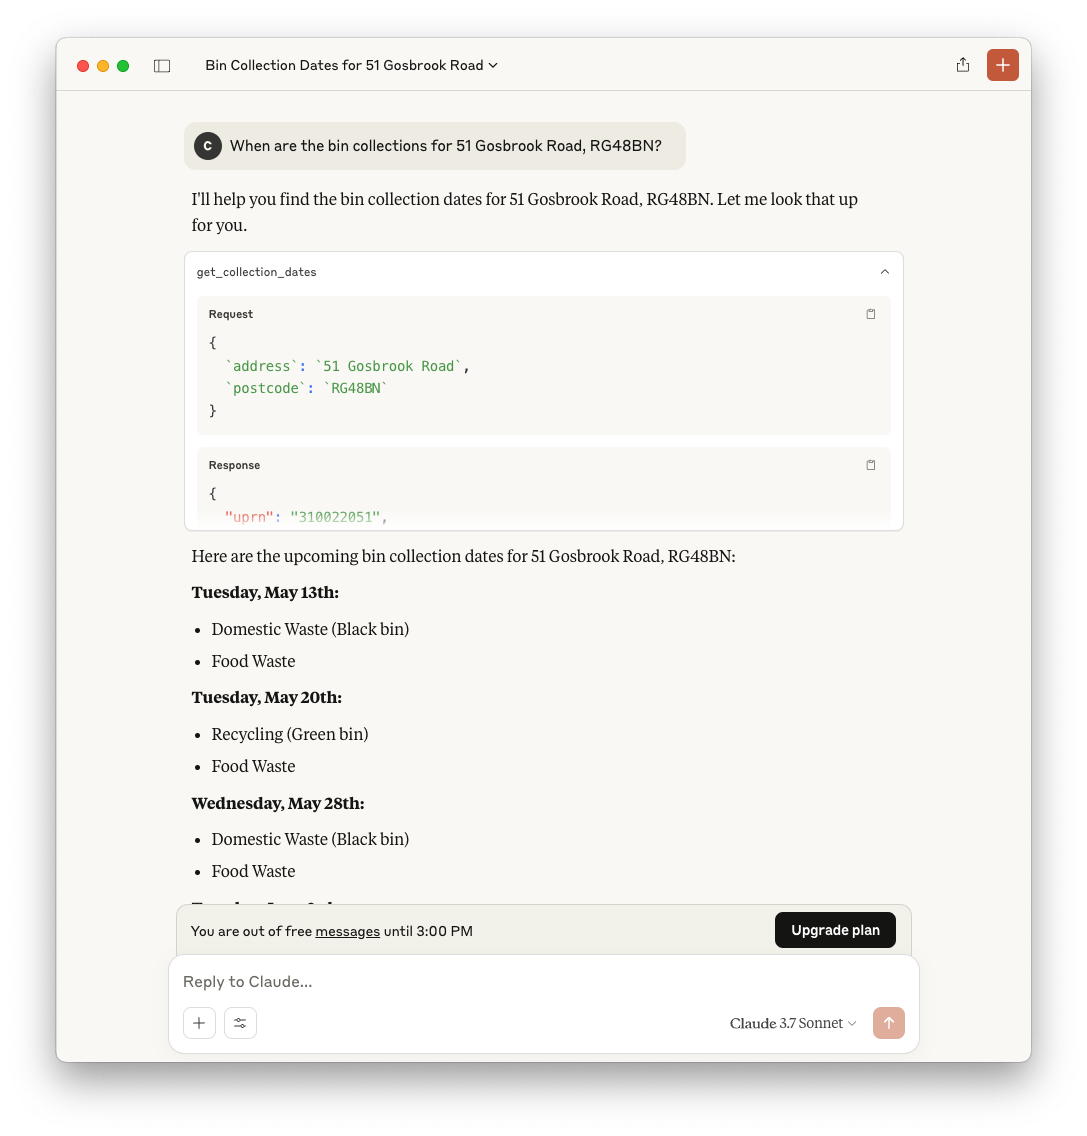 Bin Collection Dates for 51 Gosbrook Road
C
When are the bin collections for 51 Gosbrook Road, RG48BN?
I'll help you find the bin collection dates for 51 Gosbrook Road, RG48BN. Let me look that up
for you.
get_collection_dates
Request
{
`address`: `51 Gosbrook Road`,
`postcode`: `RG48BN`
}
Response
{
"uprn": "310022051",
Here are the upcoming bin collection dates for 51 Gosbrook Road, RG48BN:
Tuesday, May 13th:
• Domestic Waste (Black bin)
• Food Waste
Tuesday, May 20th:
• Recycling (Green bin)
• Food Waste
Wednesday, May 28th:
• Domestic Waste (Black bin)
• Food Waste
You are out of free messages until 3:00 PM
Upgrade plan
Reply to Claude...
Claude 3.7 Sonnet